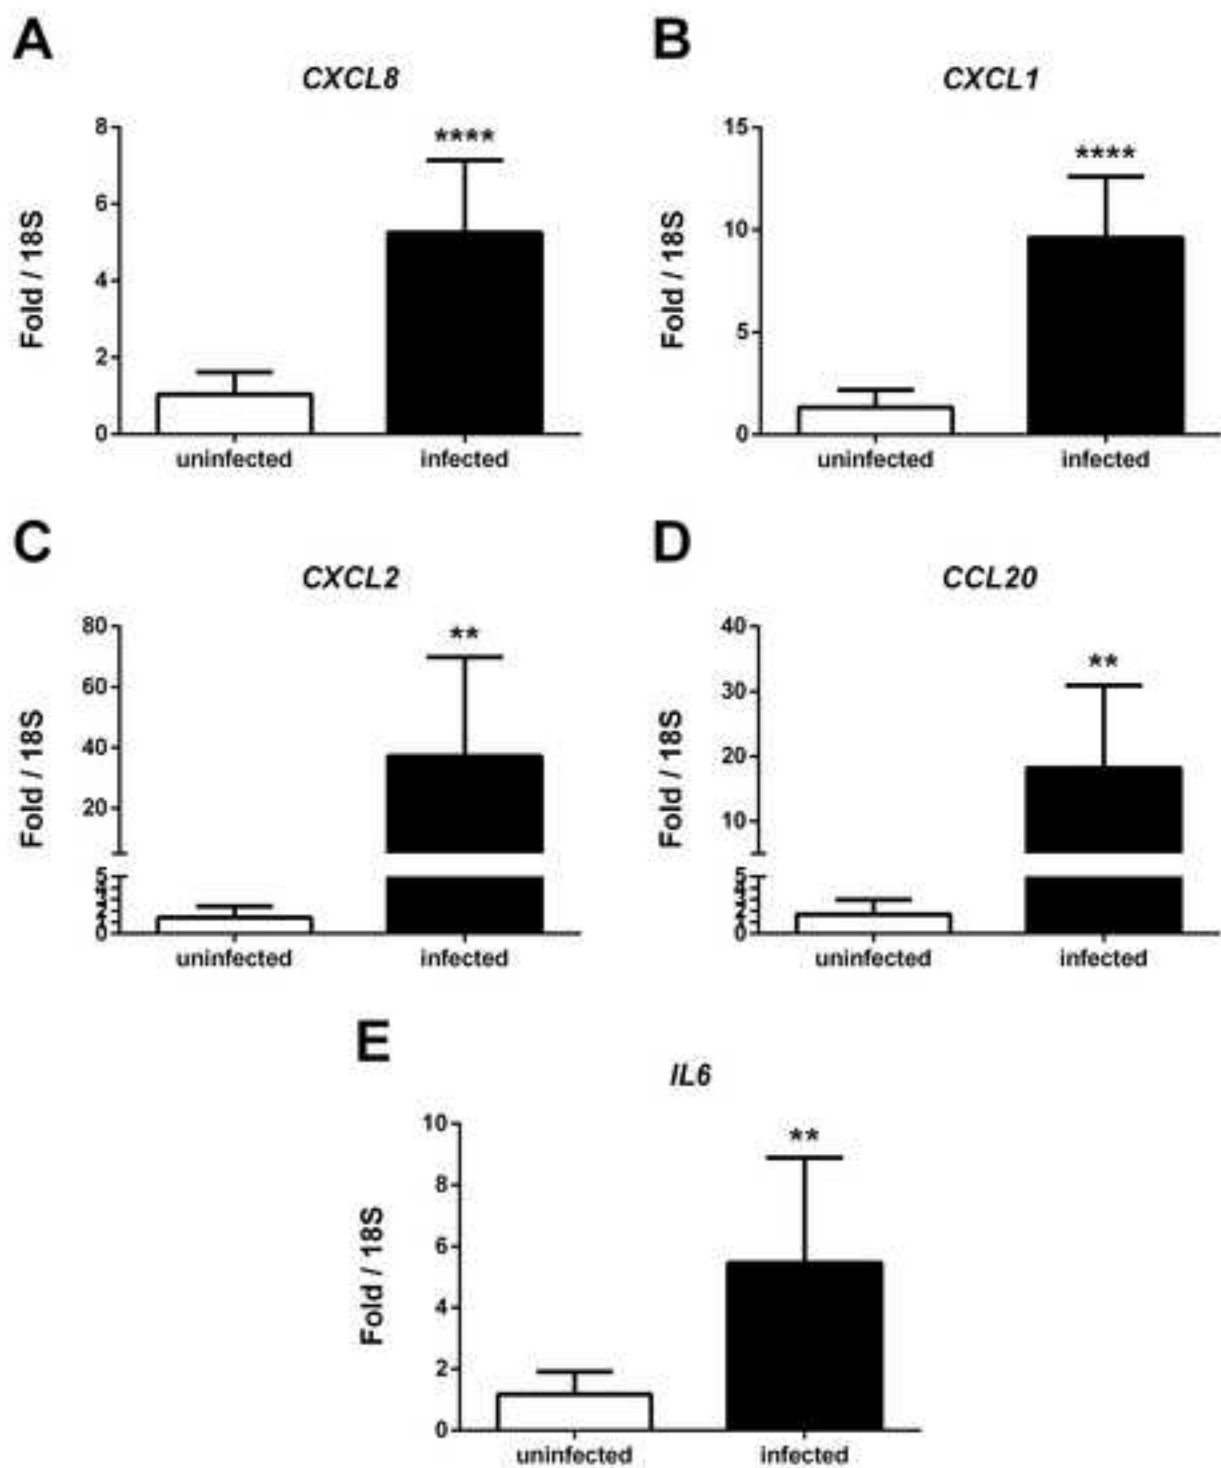 A
CXCL8
Fold / 18S
8
6
4
2
0
****
uninfected
infected
B
CXCL1
Fold / 18S
15
10
5
0
****
uninfected
infected
C
CXCL2
Fold / 18S
80
60
40
20
5
0
**
uninfected
infected
D
CCL20
Fold / 18S
40
30
20
10
5
0
**
uninfected
infected
E
IL6
Fold / 18S
10
8
6
4
2
0
**
uninfected
infected